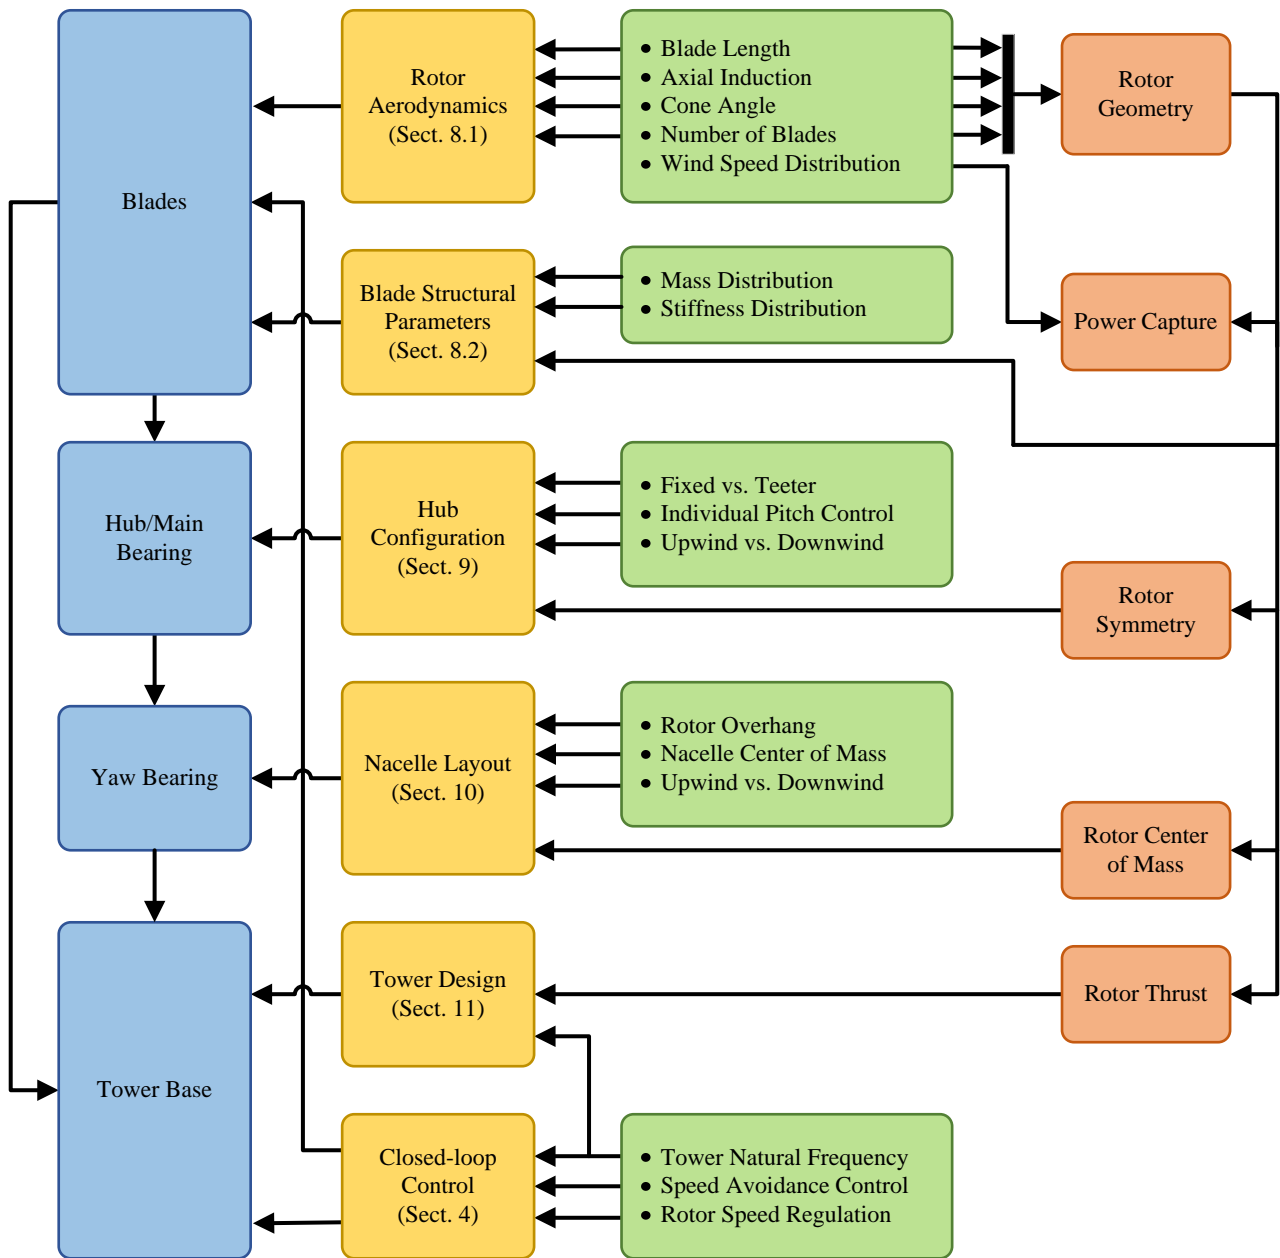 Blades
Hub/Main
Bearing
Yaw Bearing
Tower Base
Rotor
Aerodynamics
(Sect. 8.1)
Blade Structural
Parameters
(Sect. 8.2)
Hub
Configuration
(Sect. 9)
Nacelle Layout
(Sect. 10)
Tower Design
(Sect. 11)
Closed-loop
Control
(Sect. 4)
• Blade Length
• Axial Induction
• Cone Angle
• Number of Blades
• Wind Speed Distribution
• Mass Distribution
• Stiffness Distribution
• Fixed vs. Teeter
• Individual Pitch Control
• Upwind vs. Downwind
• Rotor Overhang
• Nacelle Center of Mass
• Upwind vs. Downwind
• Tower Natural Frequency
• Speed Avoidance Control
• Rotor Speed Regulation
Rotor
Geometry
Power Capture
Rotor
Symmetry
Rotor Center
of Mass
Rotor Thrust